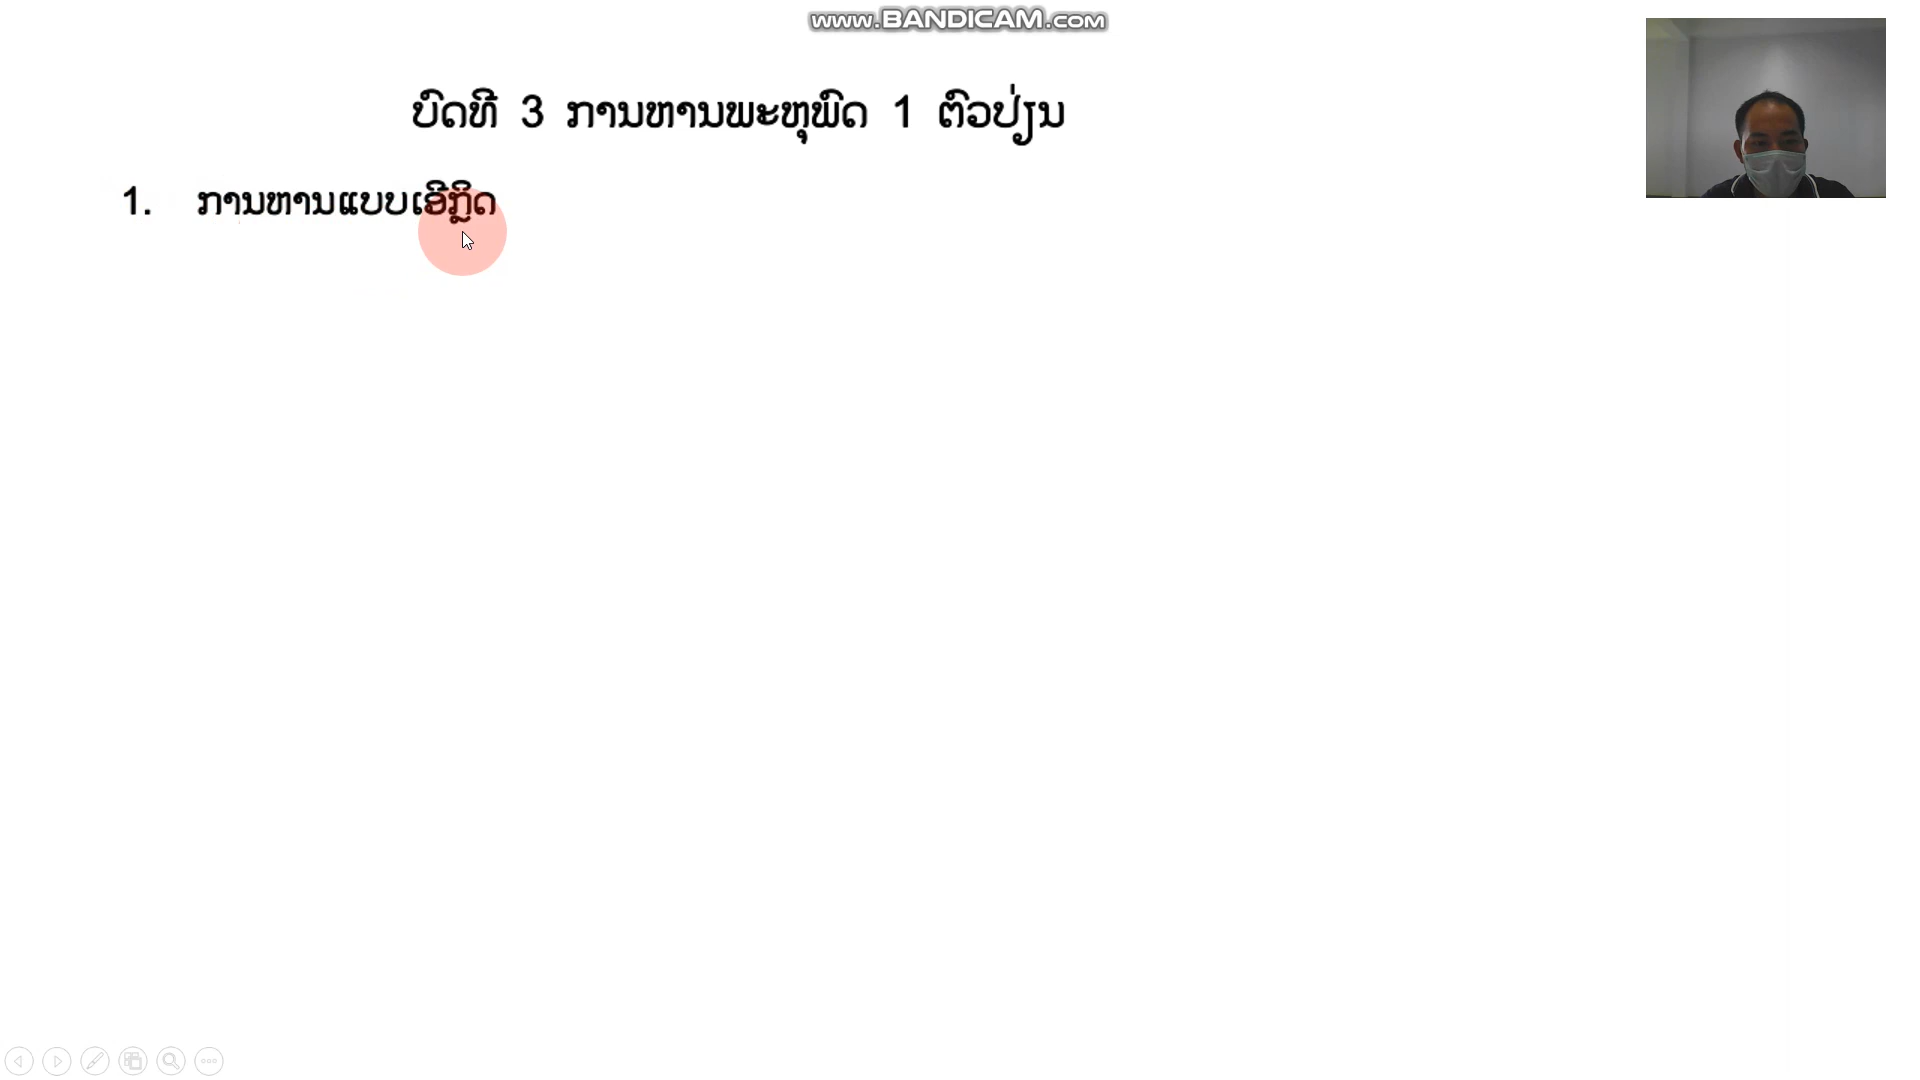 www.BANDICAM.com
ບົດທີ 3 ການຫານພະຫຸພົດ 1 ຕົວປ່ຽນ
1. ການຫານແບບເອີກຼິດ